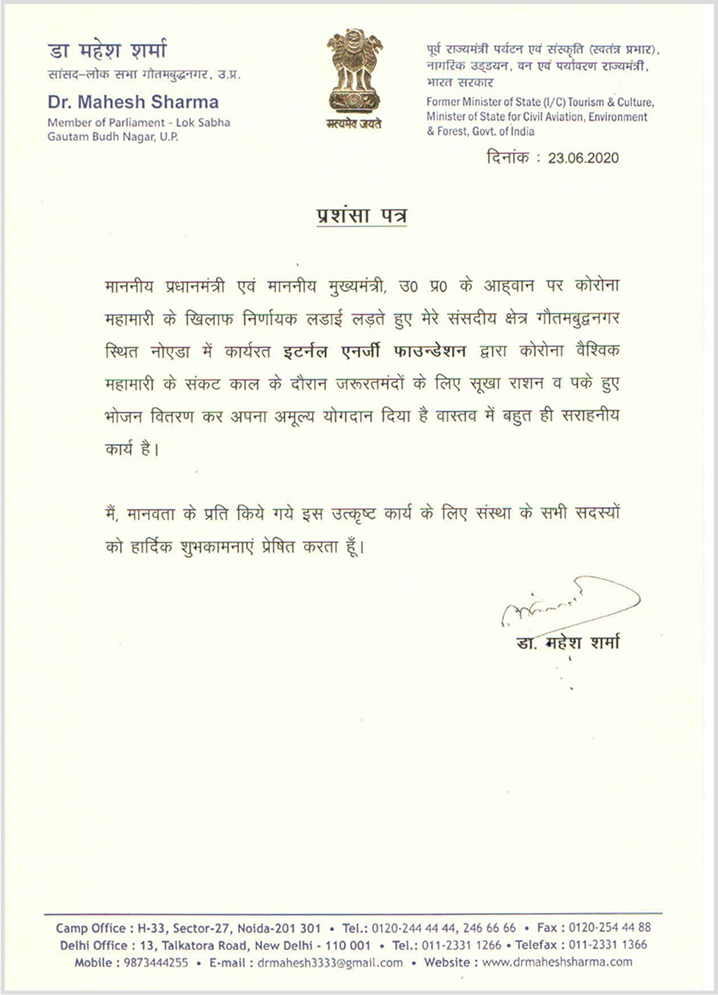 डा महेश शर्मा
सांसद-लोक सभा गौतमबुद्धनगर, उ.प्र.
Dr. Mahesh Sharma
Member of Parliament - Lok Sabha
Gautam Budh Nagar, U.P.
सत्यमेव जयते
पूर्व राज्यमंत्री पर्यटन एवं संस्कृति (स्वतंत्र प्रभार),
नागरिक उड्डयन, वन एवं पर्यावरण राज्यमंत्री,
भारत सरकार
Former Minister of State (I/C) Tourism & Culture,
Minister of State for Civil Aviation, Environment
& Forest, Govt. of India
दिनांक : 23.06.2020
प्रशंसा पत्र
माननीय प्रधानमंत्री एवं माननीय मुख्यमंत्री, उ0 प्र0 के आह्वान पर कोरोना
महामारी के खिलाफ निर्णायक लडाई लड़ते हुए मेरे संसदीय क्षेत्र गौतमबुद्वनगर
स्थित नोएडा में कार्यरत इटर्नल एनर्जी फाउन्डेशन द्वारा कोरोना वैश्विक
महामारी के संकट काल के दौरान जरूरतमंदों के लिए सूखा राशन व पके हुए
भोजन वितरण कर अपना अमूल्य योगदान दिया है वास्तव में बहुत ही सराहनीय
कार्य है।
मैं, मानवता के प्रति किये गये इस उत्कृष्ट कार्य के लिए संस्था के सभी सदस्यों
को हार्दिक शुभकामनाएं प्रेषित करता हूँ।
डा. महेश शर्मा
Camp Office : H-33, Sector-27, Noida-201 301 • Tel.: 0120-244 44 44, 246 66 66 • Fax : 0120-254 44 88
Delhi Office : 13, Talkatora Road, New Delhi - 110 001 • Tel.: 011-2331 1266 • Telefax : 011-2331 1366
Mobile : 9873444255 • E-mail : drmahesh3333@gmail.com • Website : www.drmaheshsharma.com